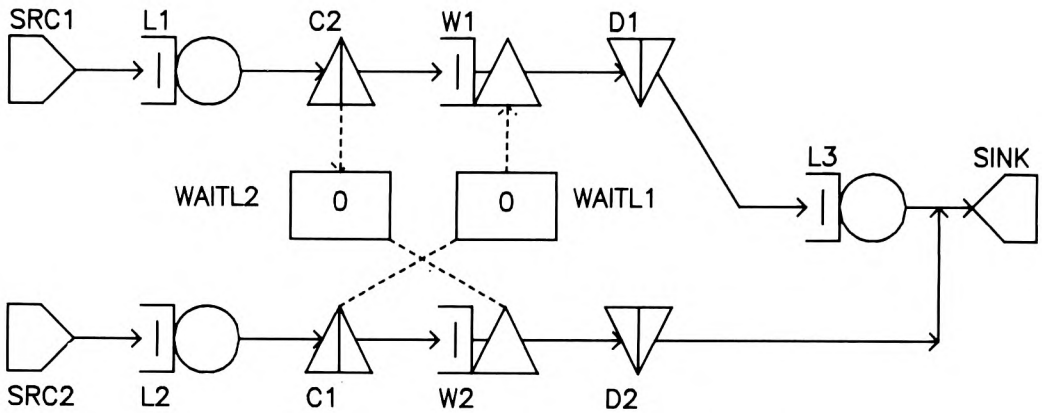 SRC1
L1
C2
W1
D1
WAITL2
0
0
WAITL1
L3
SINK
SRC2
L2
C1
W2
D2